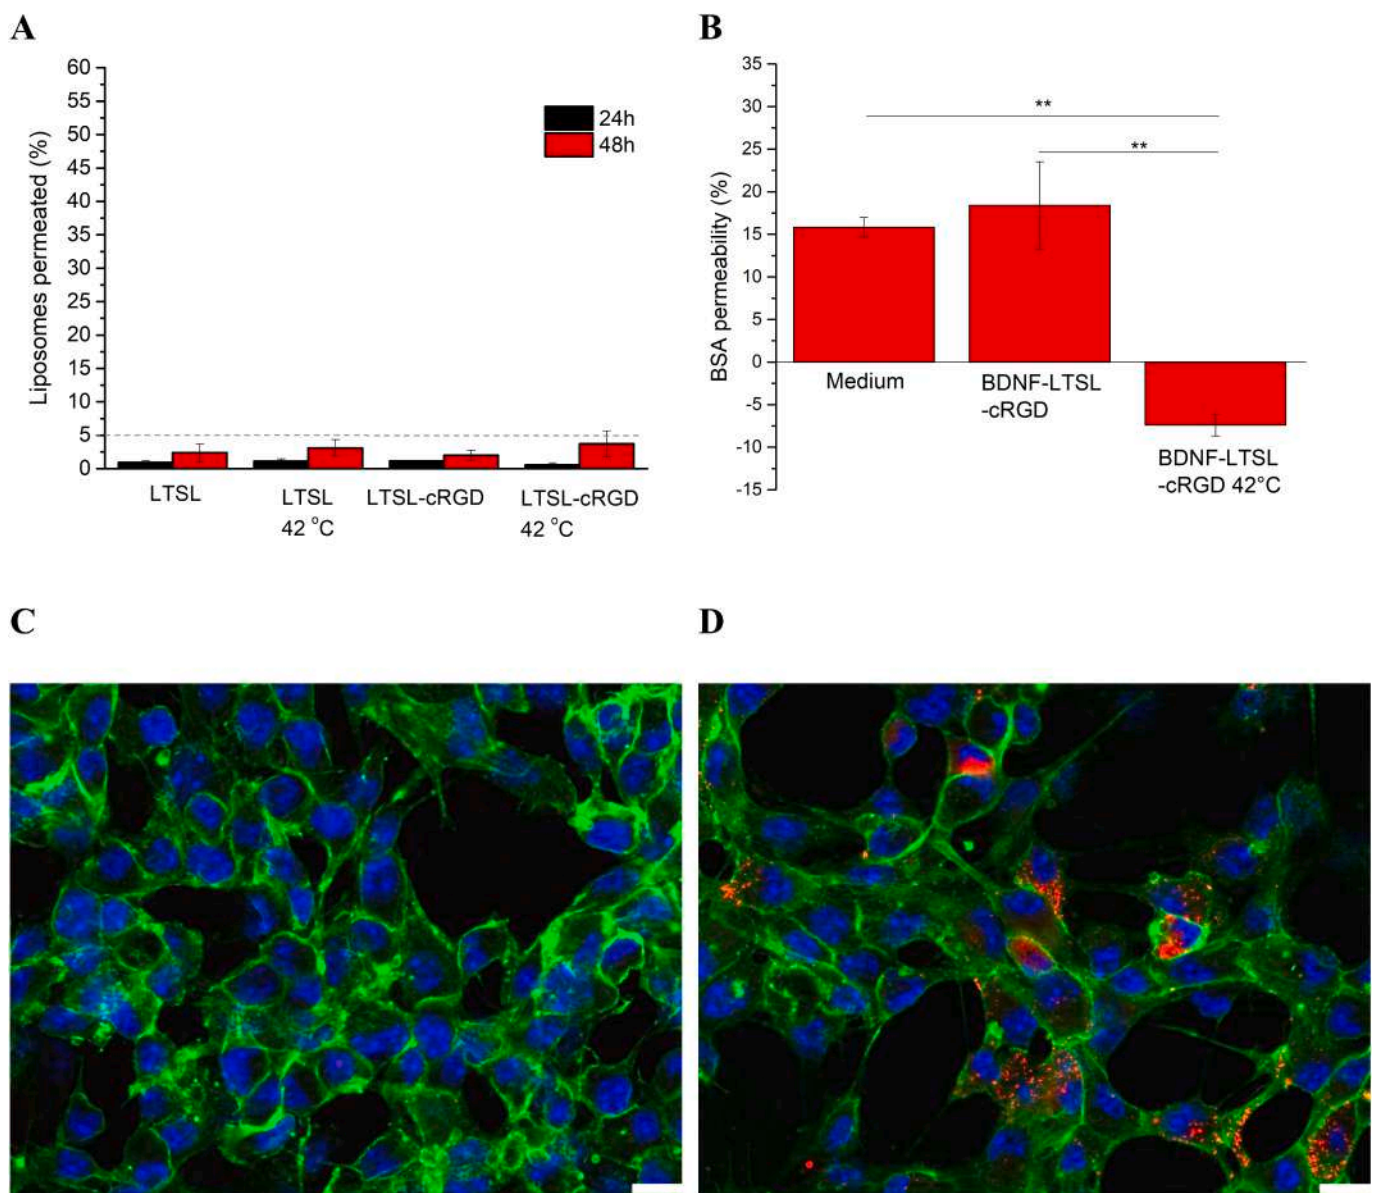 A
60
55
50
45
40
35
30
25
20
15
10
5
0
Liposomes permeated (%)
24h
48h
LTSL
LTSL
42 °C
LTSL-cRGD
LTSL-cRGD
42 °C
B
35
30
25
20
15
10
5
0
-5
-10
-15
BSA permeability (%)
**
**
Medium
BDNF-LTSL
-cRGD
BDNF-LTSL
-cRGD 42°C
C
D